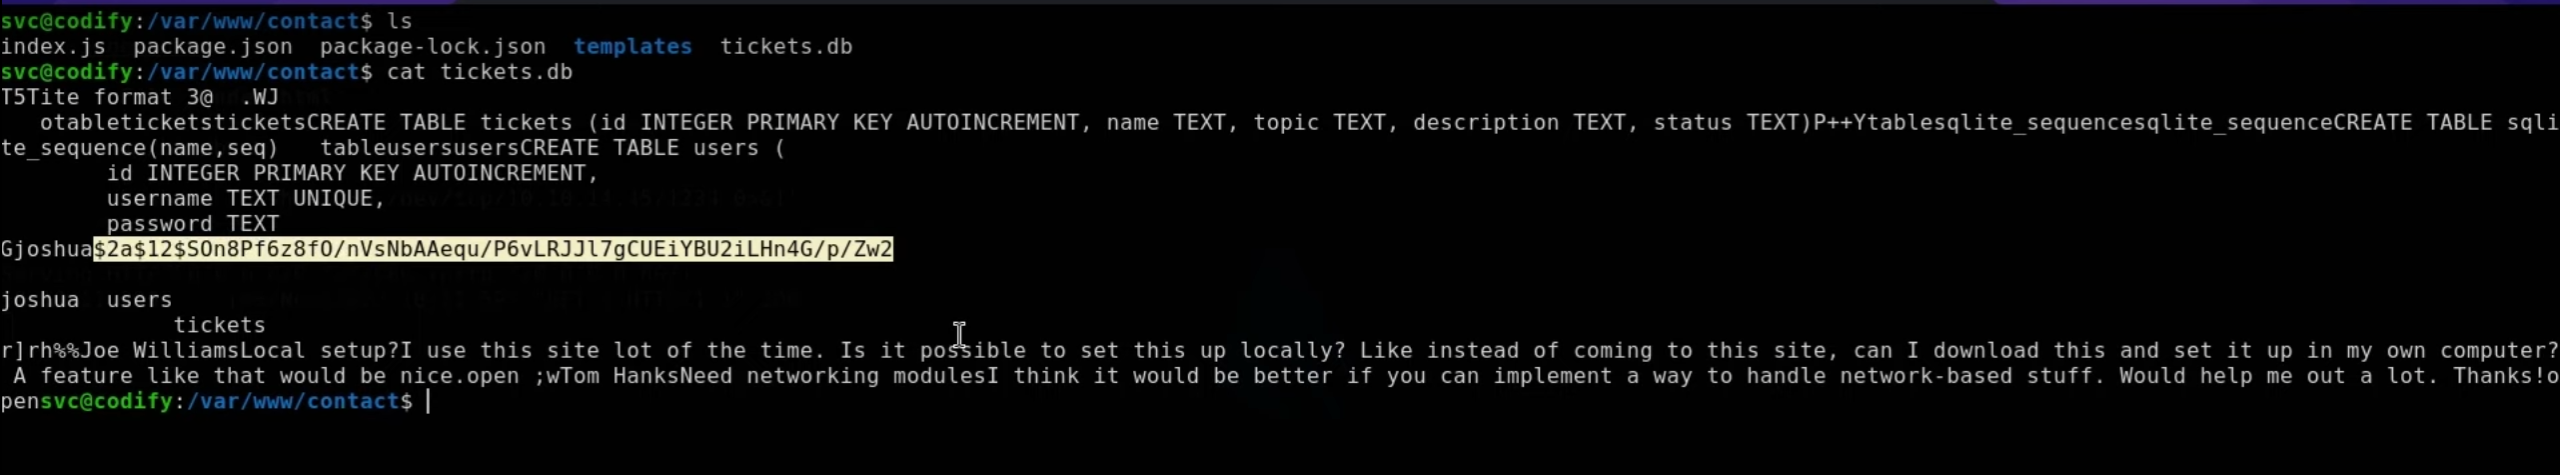 svc@codify:/var/www/contact$ ls
index.js  package.json  package-lock.json  templates  tickets.db
svc@codify:/var/www/contact$ cat tickets.db
T5Tite format 3@  .WJ
   otableticketsticketsCREATE TABLE tickets (id INTEGER PRIMARY KEY AUTOINCREMENT, name TEXT, topic TEXT, description TEXT, status TEXT)P++Ytablesqlite_sequencesqlite_sequenceCREATE TABLE sqli
te_sequence(name,seq)   tableusersusersCREATE TABLE users (
        id INTEGER PRIMARY KEY AUTOINCREMENT,
        username TEXT UNIQUE,
        password TEXT
Gjoshua$2a$12$SOn8Pf6z8fO/nVsNbAAequ/P6vLRJJl7gCUEiYBU2iLHn4G/p/Zw2
joshua  users
             tickets
r]rh%%Joe WilliamsLocal setup?I use this site lot of the time. Is it possible to set this up locally? Like instead of coming to this site, can I download this and set it up in my own computer?
 A feature like that would be nice.open ;wTom HanksNeed networking modulesI think it would be better if you can implement a way to handle network-based stuff. Would help me out a lot. Thanks!o
pensvc@codify:/var/www/contact$